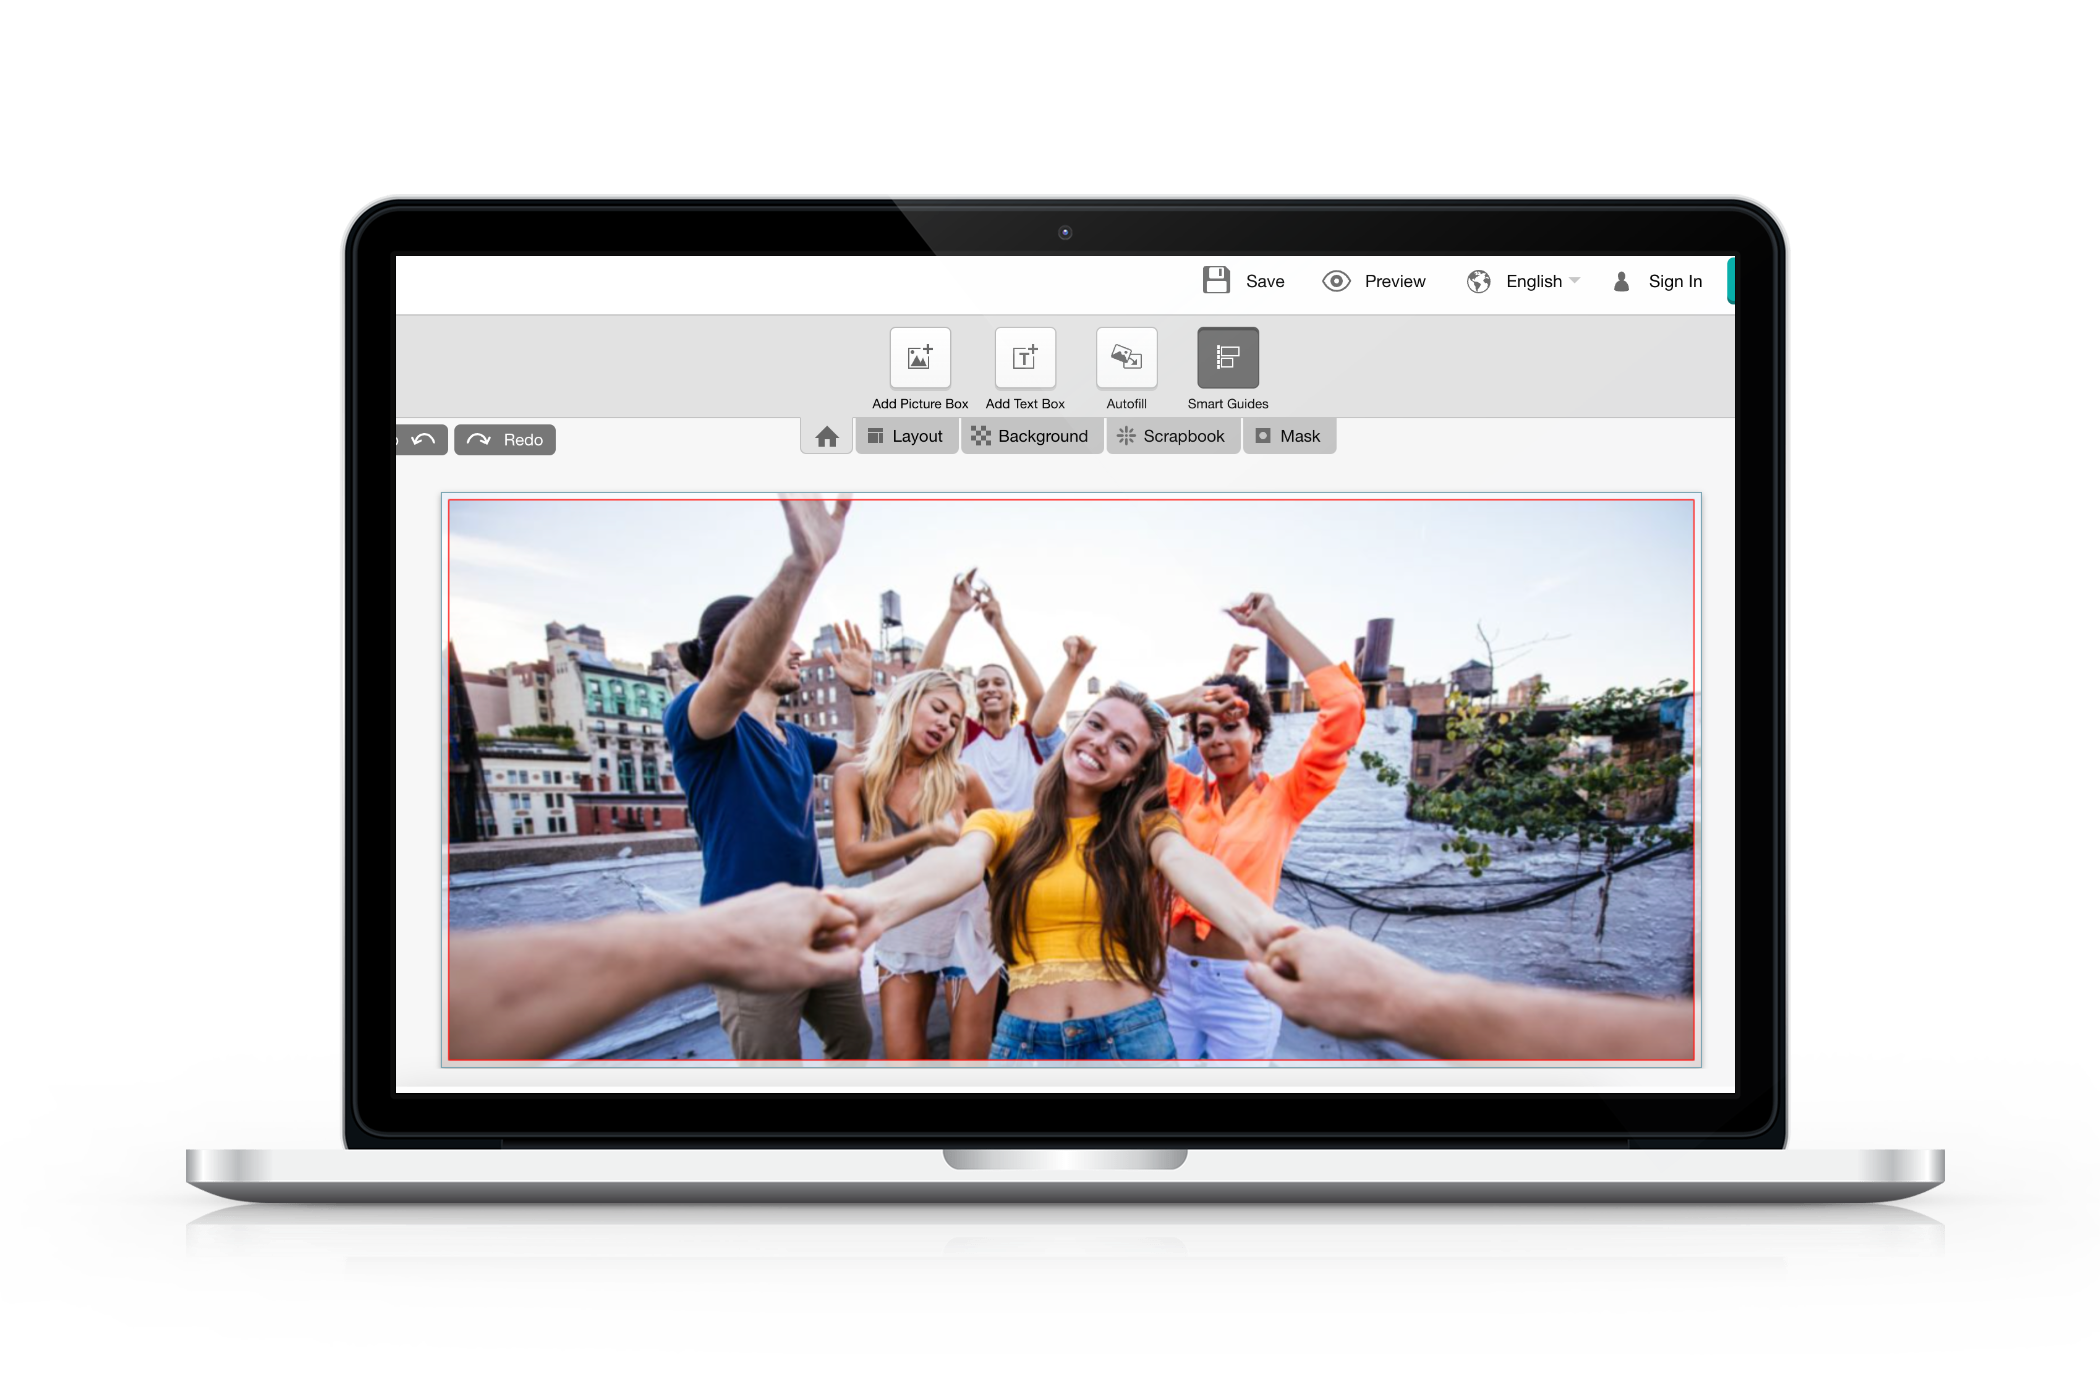 Save Preview English Sign In
Add Picture Box Add Text Box Autofill Smart Guides
Redo Layout Background Scrapbook Mask